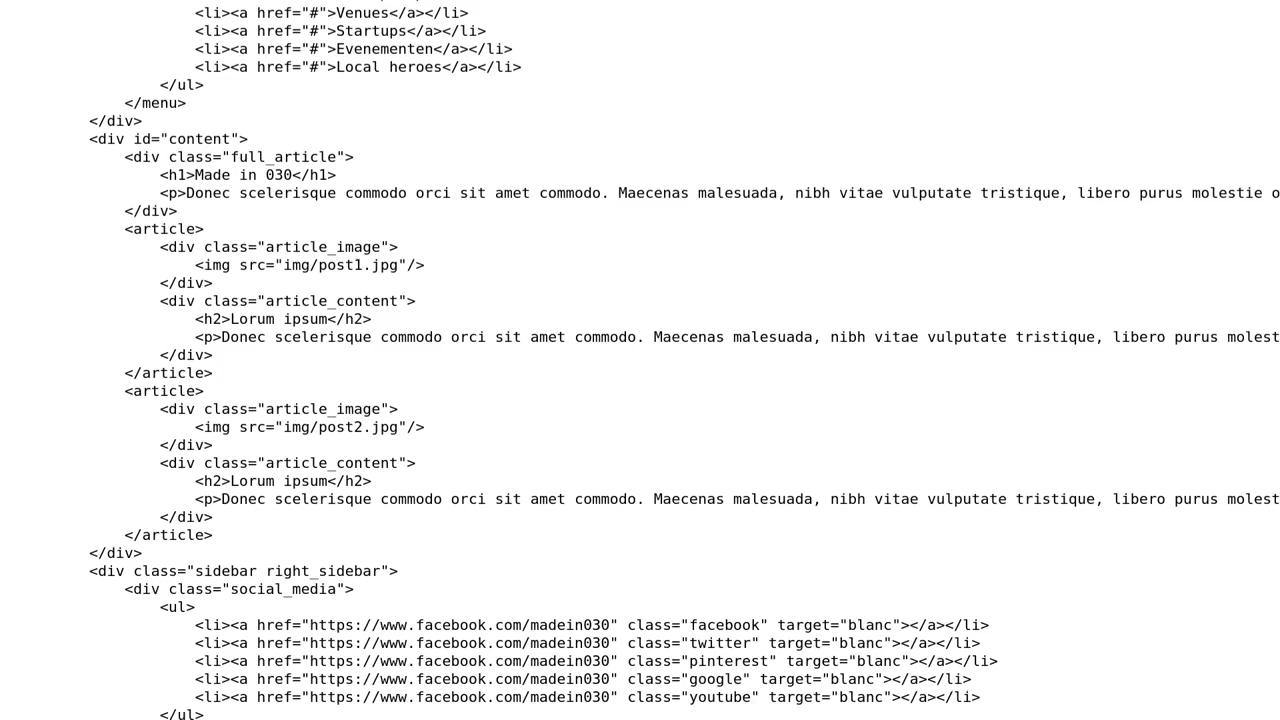 <li><a href="#">Venues</a></li>
<li><a href="#">Startups</a></li>
<li><a href="#">Evenementen</a></li>
<li><a href="#">Local heroes</a></li>
</ul>
</menu>
</div>
<div id="content">
<div class="full_article">
<h1>Made in 030</h1>
<p>Donec scelerisque commodo orci sit amet commodo. Maecenas malesuada, nibh vitae vulputate tristique, libero purus molestie o
</div>
<article>
<div class="article_image">
<img src="img/post1.jpg"/>
</div>
<div class="article_content">
<h2>Lorum ipsum</h2>
<p>Donec scelerisque commodo orci sit amet commodo. Maecenas malesuada, nibh vitae vulputate tristique, libero purus molest
</div>
</article>
<article>
<div class="article_image">
<img src="img/post2.jpg"/>
</div>
<div class="article_content">
<h2>Lorum ipsum</h2>
<p>Donec scelerisque commodo orci sit amet commodo. Maecenas malesuada, nibh vitae vulputate tristique, libero purus molest
</div>
</article>
</div>
<div class="sidebar right_sidebar">
<div class="social_media">
<ul>
<li><a href="https://www.facebook.com/madein030" class="facebook" target="blanc"></a></li>
<li><a href="https://www.facebook.com/madein030" class="twitter" target="blanc"></a></li>
<li><a href="https://www.facebook.com/madein030" class="pinterest" target="blanc"></a></li>
<li><a href="https://www.facebook.com/madein030" class="google" target="blanc"></a></li>
<li><a href="https://www.facebook.com/madein030" class="youtube" target="blanc"></a></li>
</ul>